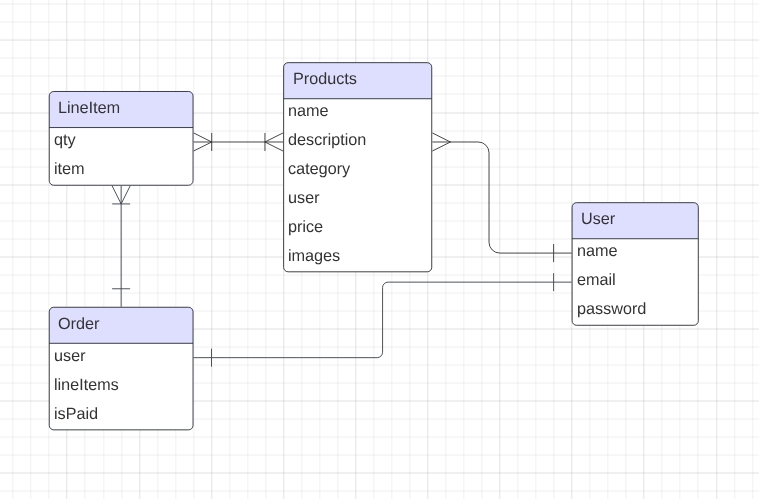 LineItem
qty
item
Products
name
description
category
user
price
images
User
name
email
password
Order
user
lineItems
isPaid